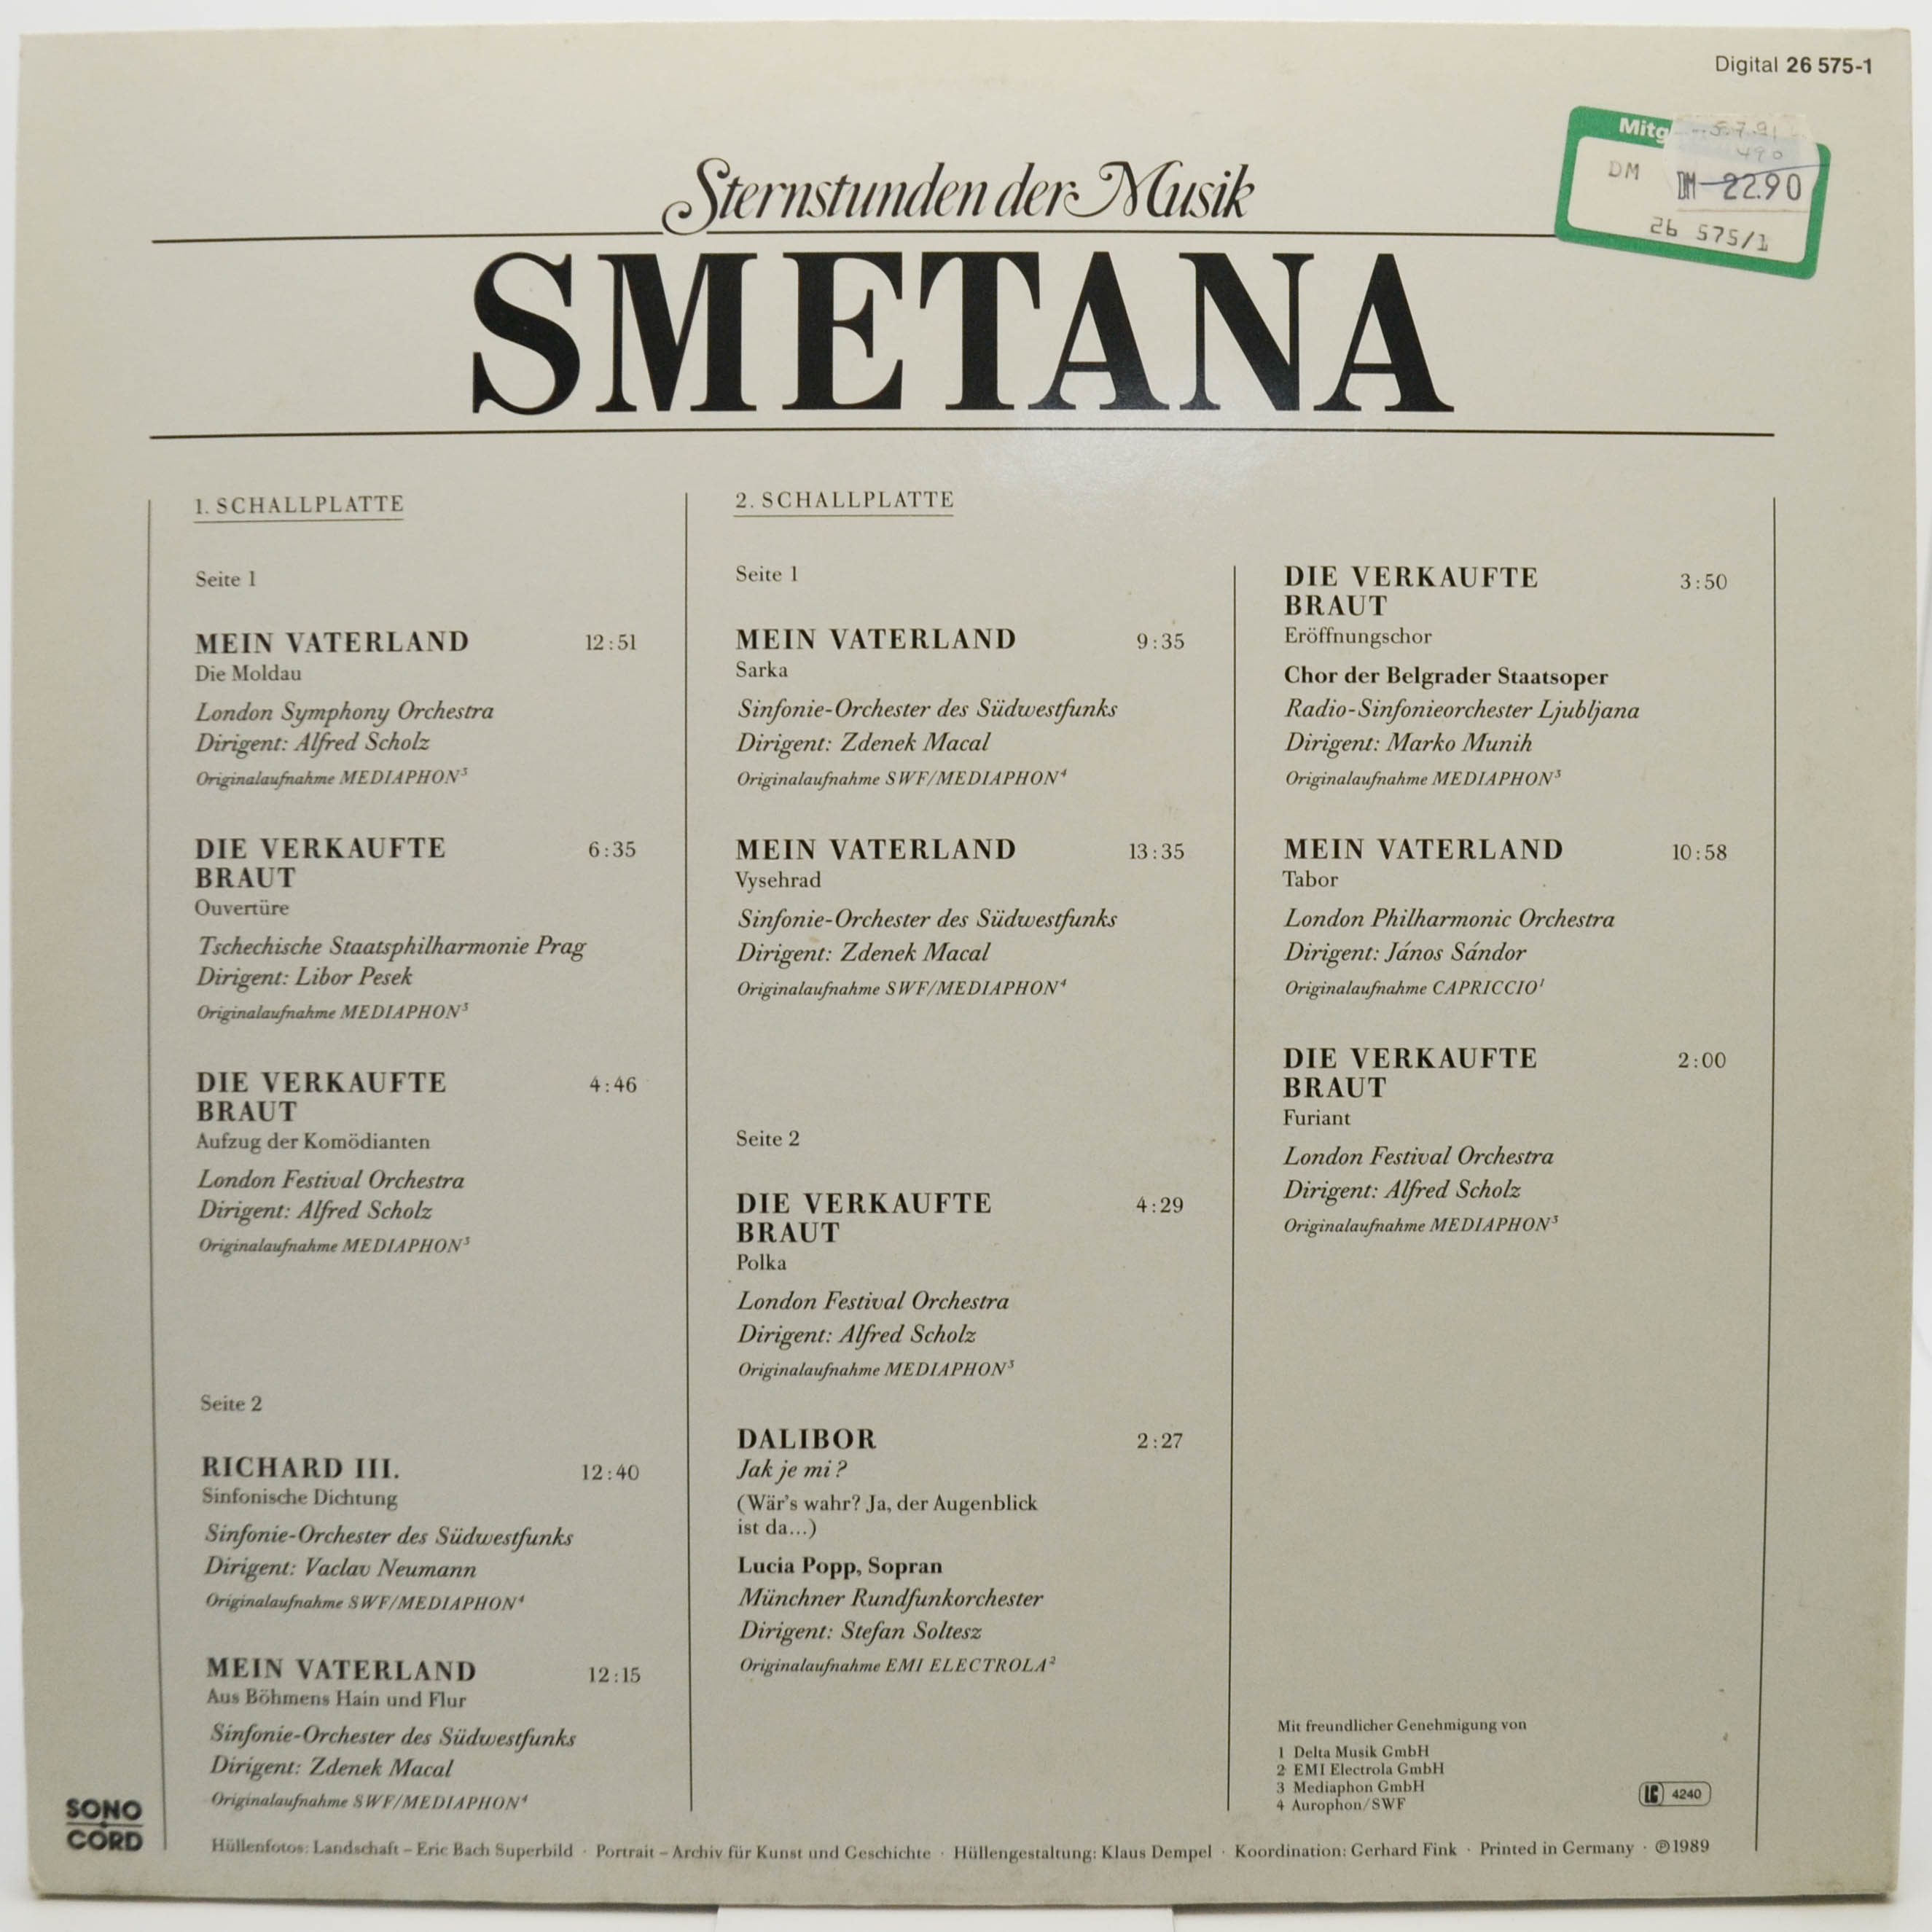 Digital 26 575-1
5.7.91
490
DM DM 22.90
26 575/1
Sternstunden der Musik
SMETANA
1. SCHALLPLATTE
Seite 1
MEIN VATERLAND 12:51
Die Moldau
London Symphony Orchestra
Dirigent: Alfred Scholz
Originalaufnahme MEDIAPHON³
DIE VERKAUFTE 6:35
BRAUT
Ouvertüre
Tschechische Staatsphilharmonie Prag
Dirigent: Libor Pesek
Originalaufnahme MEDIAPHON³
DIE VERKAUFTE 4:46
BRAUT
Aufzug der Komödianten
London Festival Orchestra
Dirigent: Alfred Scholz
Originalaufnahme MEDIAPHON³
Seite 2
RICHARD III. 12:40
Sinfonische Dichtung
Sinfonie-Orchester des Südwestfunks
Dirigent: Vaclav Neumann
Originalaufnahme SWF/MEDIAPHON⁴
MEIN VATERLAND 12:15
Aus Böhmens Hain und Flur
Sinfonie-Orchester des Südwestfunks
Dirigent: Zdenek Macal
Originalaufnahme SWF/MEDIAPHON⁴
2. SCHALLPLATTE
Seite 1
MEIN VATERLAND 9:35
Sarka
Sinfonie-Orchester des Südwestfunks
Dirigent: Zdenek Macal
Originalaufnahme SWF/MEDIAPHON⁴
MEIN VATERLAND 13:35
Vysehrad
Sinfonie-Orchester des Südwestfunks
Dirigent: Zdenek Macal
Originalaufnahme SWF/MEDIAPHON⁴
Seite 2
DIE VERKAUFTE 4:29
BRAUT
Polka
London Festival Orchestra
Dirigent: Alfred Scholz
Originalaufnahme MEDIAPHON³
DALIBOR 2:27
Jak je mi?
(Wär's wahr? Ja, der Augenblick
ist da...)
Lucia Popp, Sopran
Münchner Rundfunkorchester
Dirigent: Stefan Soltesz
Originalaufnahme EMI ELECTROLA²
DIE VERKAUFTE 3:50
BRAUT
Eröffnungschor
Chor der Belgrader Staatsoper
Radio-Sinfonieorchester Ljubljana
Dirigent: Marko Munih
Originalaufnahme MEDIAPHON³
MEIN VATERLAND 10:58
Tabor
London Philharmonic Orchestra
Dirigent: János Sándor
Originalaufnahme CAPRICCIO¹
DIE VERKAUFTE 2:00
BRAUT
Furiant
London Festival Orchestra
Dirigent: Alfred Scholz
Originalaufnahme MEDIAPHON³
Mit freundlicher Genehmigung von
1 Delta Musik GmbH
2 EMI Electrola GmbH
3 Mediaphon GmbH
4 Aurophon/SWF
LC 4240
SONO
CORD
Hüllenfotos: Landschaft – Eric Bach Superbild · Portrait – Archiv für Kunst und Geschichte · Hüllengestaltung: Klaus Dempel · Koordination: Gerhard Fink · Printed in Germany · ℗1989